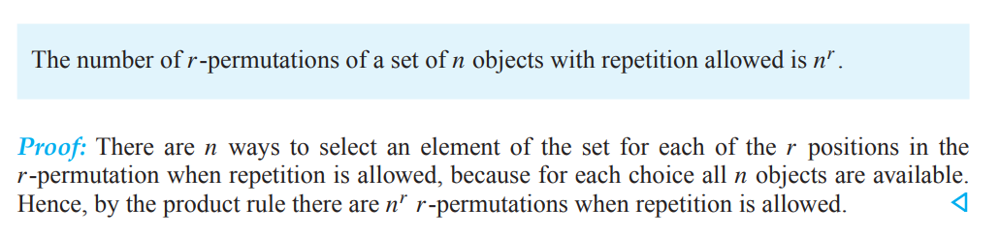 The number of r-permutations of a set of n objects with repetition allowed is nʳ.
Proof: There are n ways to select an element of the set for each of the r positions in the
r-permutation when repetition is allowed, because for each choice all n objects are available.
Hence, by the product rule there are nʳ r-permutations when repetition is allowed. ◁